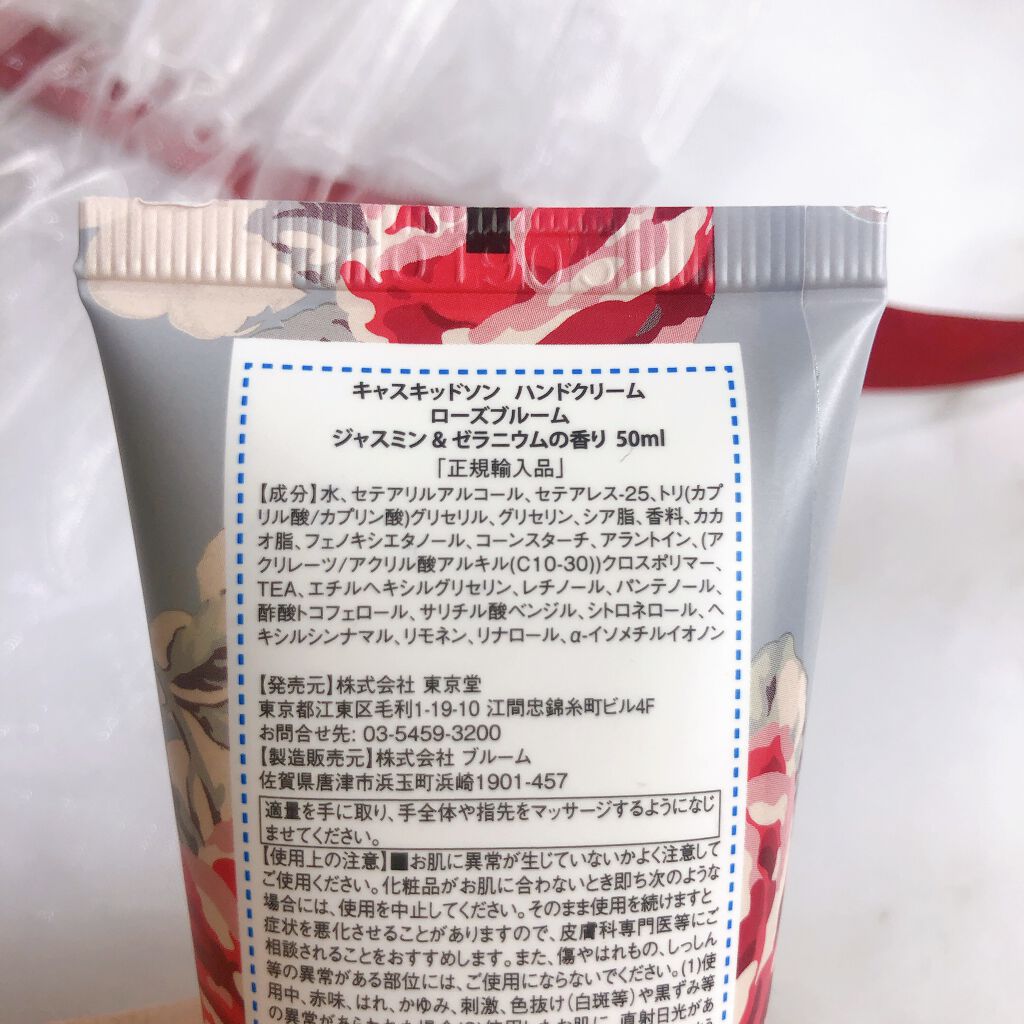 キャスキッドソン ハンドクリーム
ローズブルーム
ジャスミン & ゼラニウムの香り 50ml
「正規輸入品」
【成分】水、セテアリルアルコール、セテアレス-25、トリ(カプ
リル酸/カプリン酸)グリセリル、グリセリン、シア脂、香料、カカ
オ脂、フェノキシエタノール、コーンスターチ、アラントイン、(ア
クリレーツ/アクリル酸アルキル(C10-30))クロスポリマー、
TEA、エチルヘキシルグリセリン、レチノール、パンテノール、
酢酸トコフェロール、サリチル酸ベンジル、シトロネロール、ヘ
キシルシンナマル、リモネン、リナロール、α-イソメチルイオノン
【発売元】株式会社 東京堂
東京都江東区毛利1-19-10 江間忠錦糸町ビル4F
お問合せ先: 03-5459-3200
【製造販売元】株式会社 ブルーム
佐賀県唐津市浜玉町浜崎1901-457
適量を手に取り、手全体や指先をマッサージするようになじ
ませてください。
【使用上の注意】■お肌に異常が生じていないかよく注意して
ご使用ください。化粧品がお肌に合わないとき即ち次のような
場合には、使用を中止してください。そのまま使用を続けますと
症状を悪化させることがありますので、皮膚科専門医等にご
相談されることをおすすめします。また、傷やはれもの、しっしん
等の異常がある部位には、ご使用にならないでください。(1)使
用中、赤味、はれ、かゆみ、刺激、色抜け(白斑等)や黒ずみ等
の異常があらわれた場合(2)使用したお肌に、直射日光があ